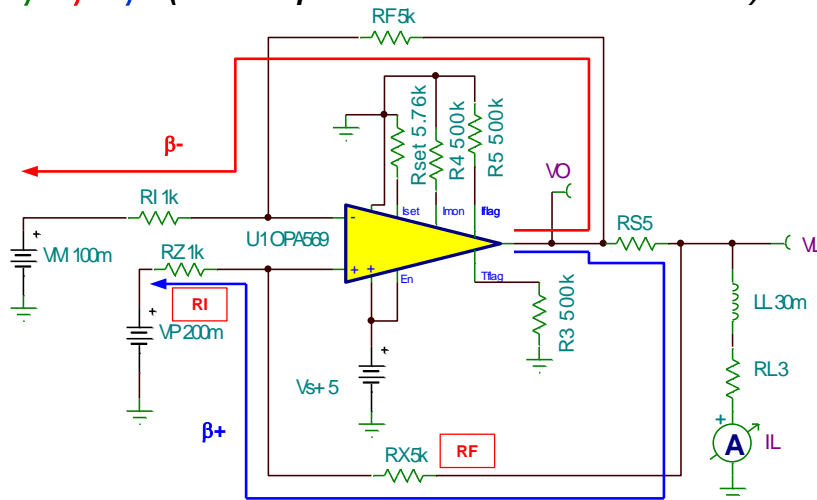 RF 5k
Rset 5.76k
R4 500k
R5 500k
β-
VO
RI 1k
Iset
Imon
Iflag
RS 5
-
U1 OPA569
VL
VM 100m
RZ 1k
+
+
En
Tflag
RI
VP 200m
R3 500k
LL 30m
Vs+ 5
RL 3
β+
A
IL
RX 5k
RF